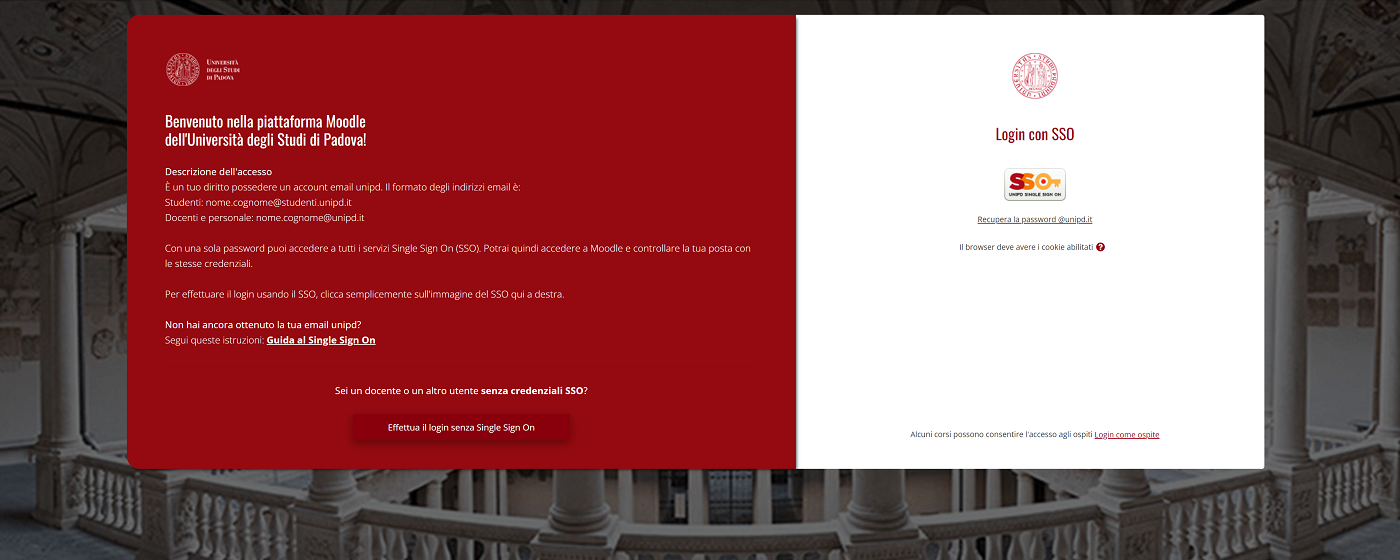 UNIVERSITÀ
DEGLI STUDI
DI PADOVA
Benvenuto nella piattaforma Moodle
dell'Università degli Studi di Padova!
Descrizione dell'accesso
È un tuo diritto possedere un account email unipd. Il formato degli indirizzi email è:
Studenti: nome.cognome@studenti.unipd.it
Docenti e personale: nome.cognome@unipd.it
Con una sola password puoi accedere a tutti i servizi Single Sign On (SSO). Potrai quindi accedere a Moodle e controllare la tua posta con
le stesse credenziali.
Per effettuare il login usando il SSO, clicca semplicemente sull'immagine del SSO qui a destra.
Non hai ancora ottenuto la tua email unipd?
Segui queste istruzioni: Guida al Single Sign On
Sei un docente o un altro utente senza credenziali SSO?
Effettua il login senza Single Sign On
Login con SSO
SSO
UNIPD SINGLE SIGN ON
Recupera la password @unipd.it
Il browser deve avere i cookie abilitati ?
Alcuni corsi possono consentire l'accesso agli ospiti Login come ospite